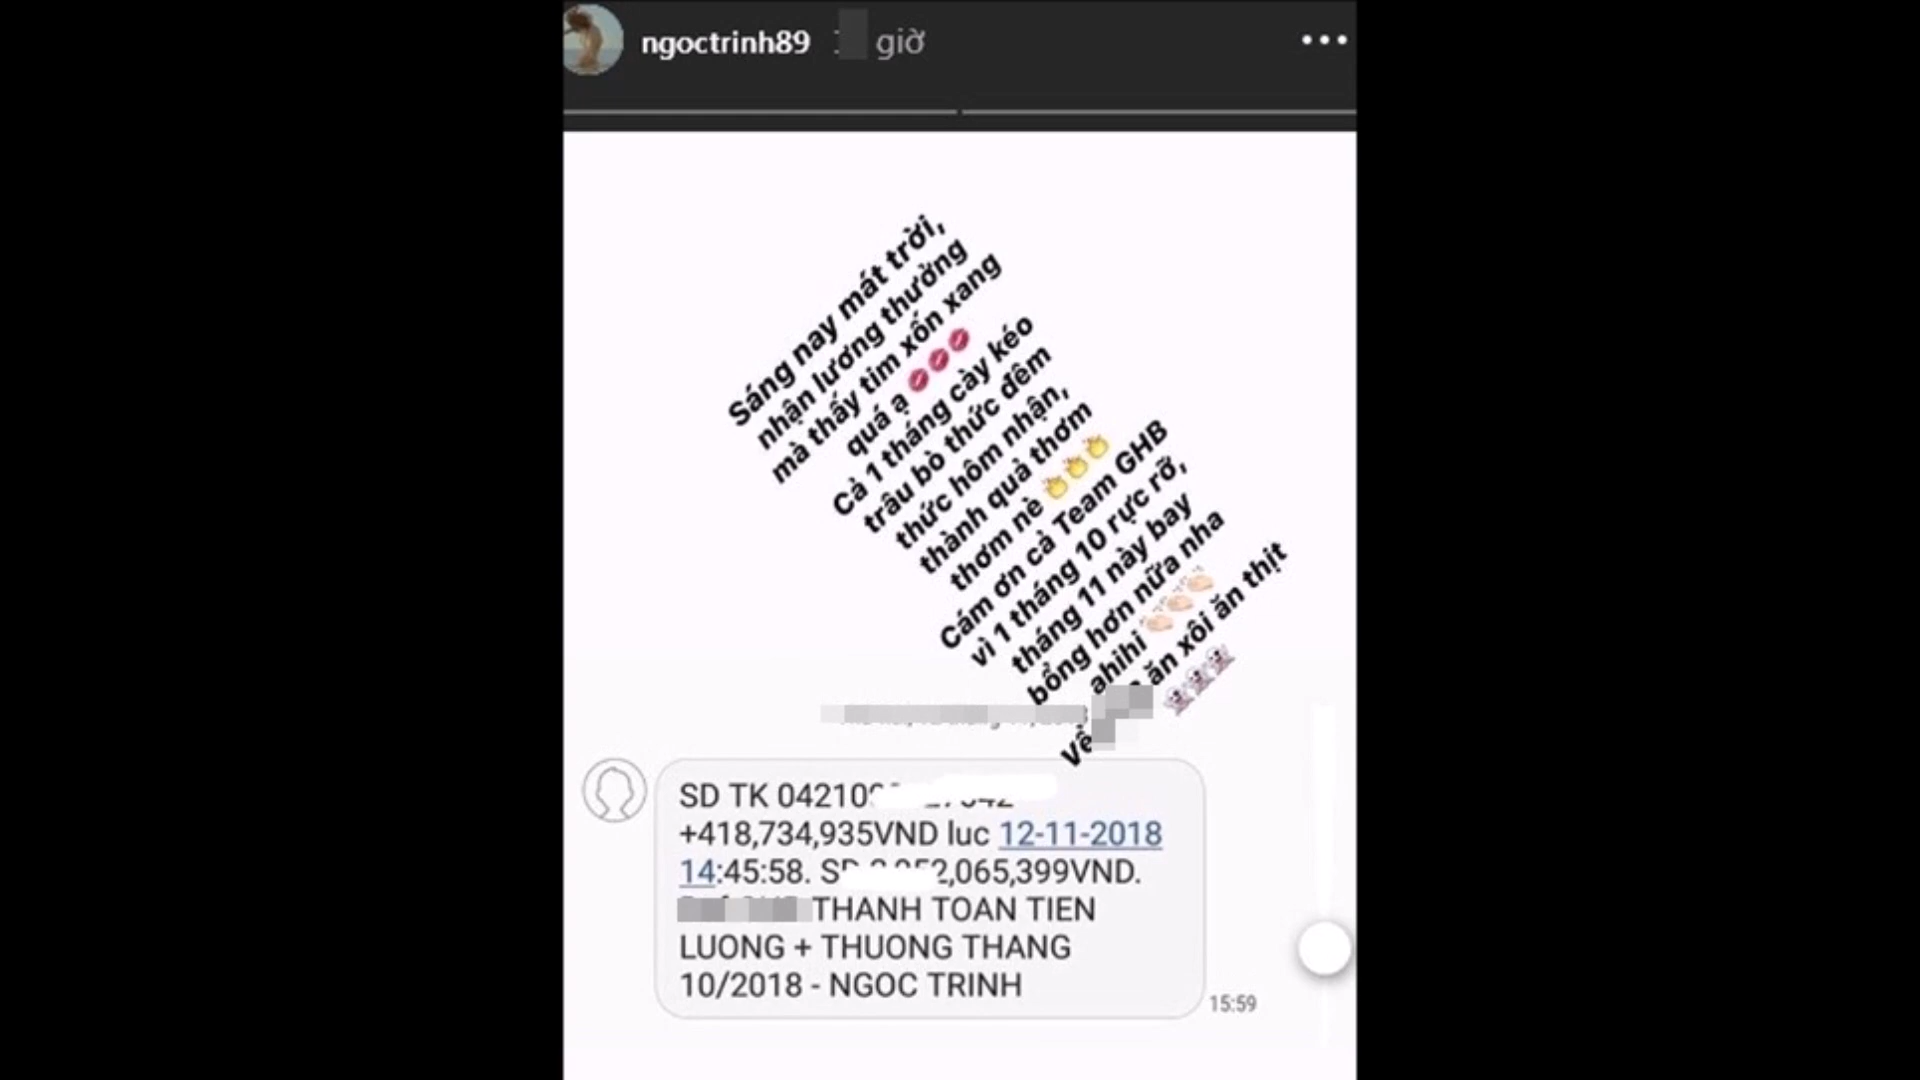 ngoctrinh89 giờ
Sáng nay mát trời,
nhận lương thưởng
mà thấy tim xốn xang
quá ạ 💋💋💋
Cả 1 tháng cày kéo
trâu bò thức đêm
thức hôm nhận,
thành quả thơm
thơm nè 👏👏👏
Cám ơn cả Team GHB
vì 1 tháng 10 rực rỡ,
tháng 11 này bay
bổng hơn nữa nha
ahihi 👏🏻👏🏻👏🏻
Về ăn xôi ăn thịt
👻👻👻
SD TK
+418,734,935VND luc 12-11-2018
14:45:58. 2,065,399VND.
THANH TOAN TIEN
LUONG + THUONG THANG
10/2018 - NGOC TRINH
15:59